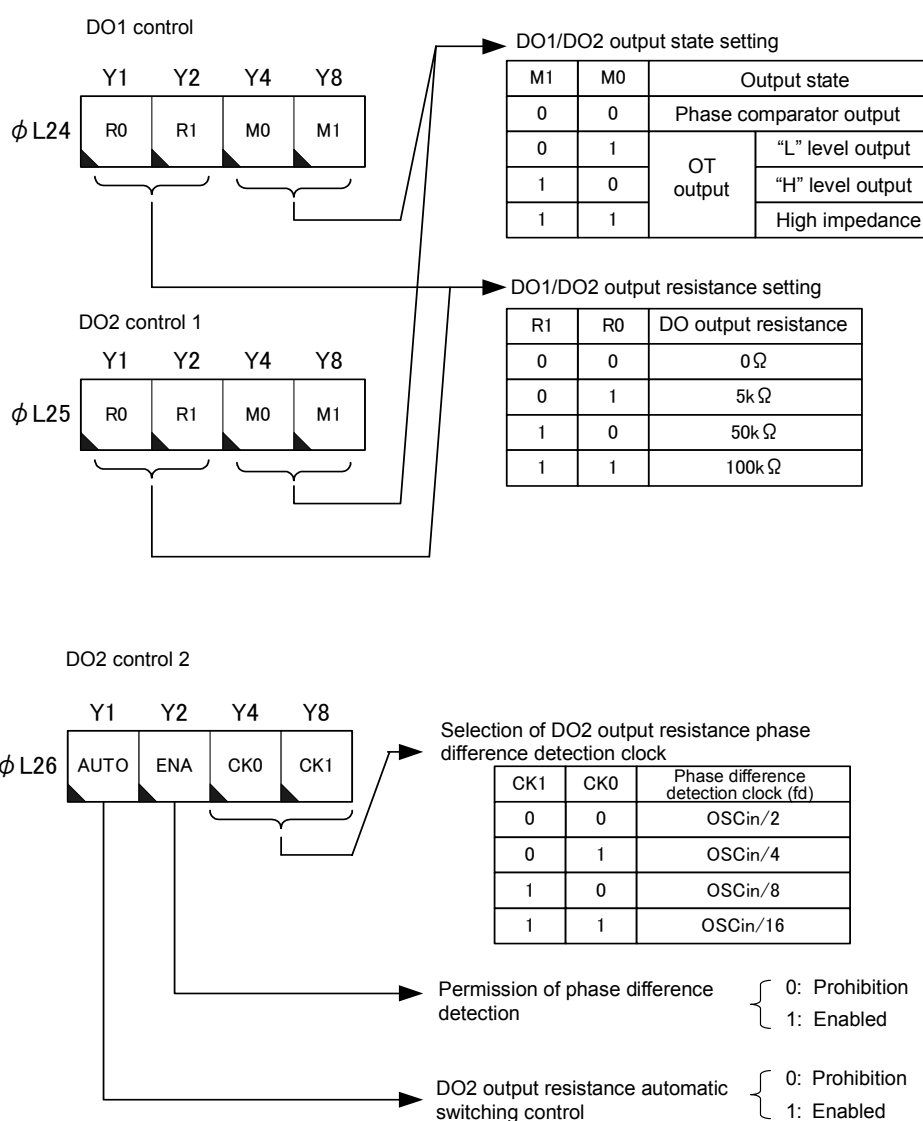 DO1 control
Y1 Y2 Y4 Y8
φL24 R0 R1 M0 M1
DO1/DO2 output state setting
M1 M0 Output state
0 0 Phase comparator output
0 1 OT output "L" level output
1 0 "H" level output
1 1 High impedance
DO1/DO2 output resistance setting
R1 R0 DO output resistance
0 0 0Ω
0 1 5kΩ
1 0 50kΩ
1 1 100kΩ
DO2 control 1
Y1 Y2 Y4 Y8
φL25 R0 R1 M0 M1
DO2 control 2
Y1 Y2 Y4 Y8
φL26 AUTO ENA CK0 CK1
Selection of DO2 output resistance phase
difference detection clock
CK1 CK0 Phase difference detection clock (fd)
0 0 OSCin/2
0 1 OSCin/4
1 0 OSCin/8
1 1 OSCin/16
Permission of phase difference
detection
0: Prohibition
1: Enabled
DO2 output resistance automatic
switching control
0: Prohibition
1: Enabled